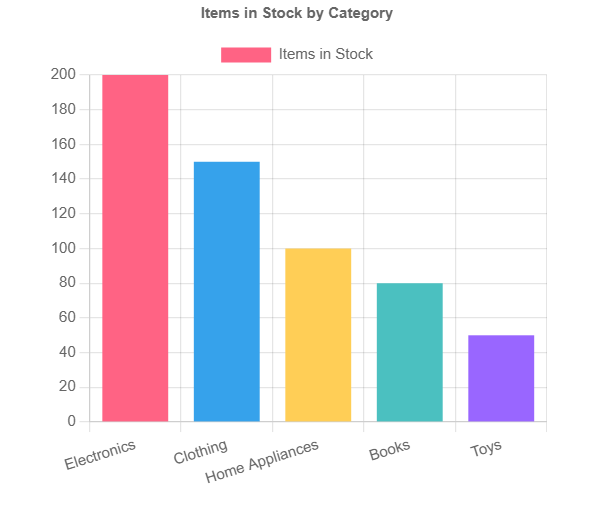 Items in Stock by Category
Items in Stock
200
180
160
140
120
100
80
60
40
20
0
Electronics
Clothing
Home Appliances
Books
Toys